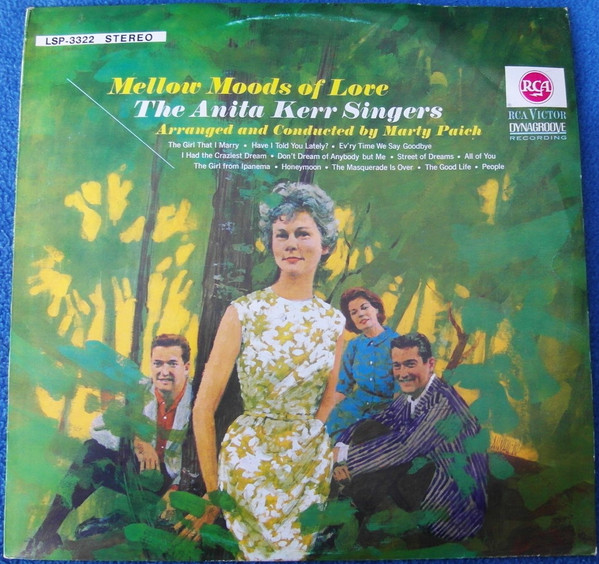 LSP-3322 STEREO
Mellow Moods of Love
The Anita Kerr Singers
Arranged and Conducted by Marty Paich
The Girl That I Marry • Have I Told You Lately? • Ev'ry Time We Say Goodbye
I Had the Craziest Dream • Don't Dream of Anybody but Me • Street of Dreams • All of You
The Girl from Ipanema • Honeymoon • The Masquerade Is Over • The Good Life • People
RCA
RCA VICTOR
DYNAGROOVE
RECORDING